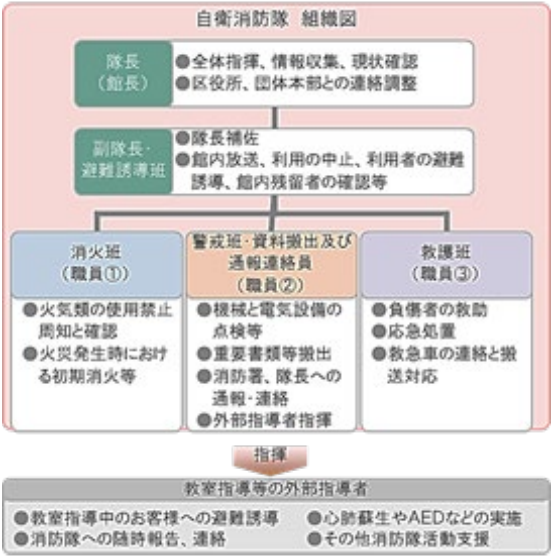 自衛消防隊 組織図
隊長
(館長)
●全体指揮、情報収集、現状確認
●区役所、団体本部との連絡調整
副隊長・
避難誘導班
●隊長補佐
●館内放送、利用の中止、利用者の避難
誘導、館内残留者の確認等
消火班
(職員①)
●火気類の使用禁止
周知と確認
●火災発生時におけ
る初期消火等
警戒班・資料搬出及び
通報連絡員
(職員②)
●機械と電気設備の
点検等
●重要書類等搬出
●消防署、隊長への
通報・連絡
●外部指導者指揮
救護班
(職員③)
●負傷者の救助
●応急処置
●救急車の連絡と搬
送対応
指揮
教室指導等の外部指導者
●教室指導中のお客様への避難誘導
●消防隊への随時報告、連絡
●心肺蘇生やAEDなどの実施
●その他消防隊活動支援